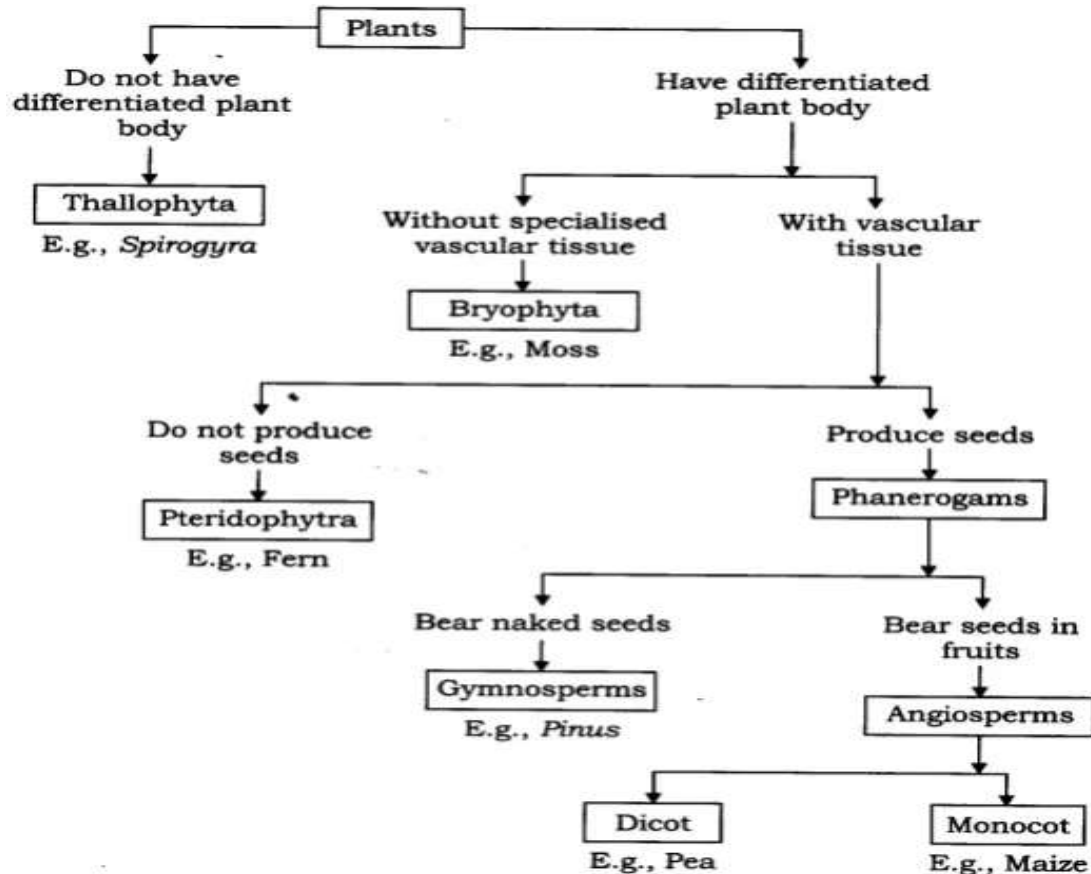 Plants
Do not have
differentiated plant
body
Have differentiated
plant body
Thallophyta
E.g., Spirogyra
Without specialised
vascular tissue
With vascular
tissue
Bryophyta
E.g., Moss
Do not produce
seeds
Produce seeds
Pteridophytra
E.g., Fern
Phanerogams
Bear naked seeds
Bear seeds in
fruits
Gymnosperms
E.g., Pinus
Angiosperms
Dicot
E.g., Pea
Monocot
E.g., Maize